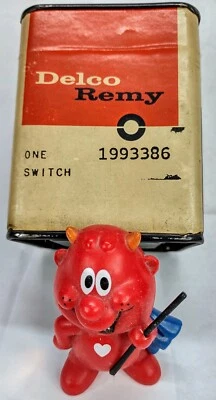 Delco
Remy
ONE 1993386
SWITCH